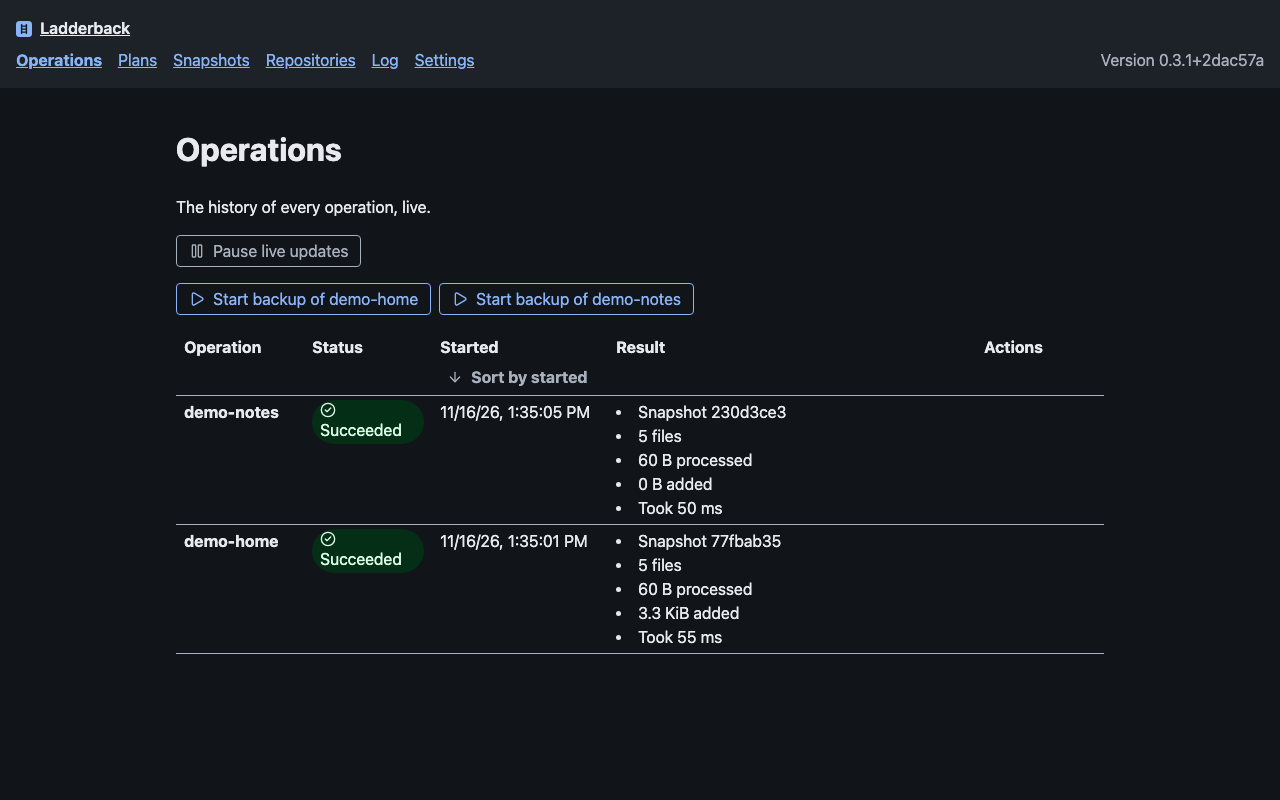 Ladderback
Operations Plans Snapshots Repositories Log Settings Version 0.3.1+2dac57a
Operations
The history of every operation, live.
Pause live updates
Start backup of demo-home Start backup of demo-notes
Operation Status Started Result Actions
Sort by started
demo-notes Succeeded 11/16/26, 1:35:05 PM
• Snapshot 230d3ce3
• 5 files
• 60 B processed
• 0 B added
• Took 50 ms
demo-home Succeeded 11/16/26, 1:35:01 PM
• Snapshot 77fbab35
• 5 files
• 60 B processed
• 3.3 KiB added
• Took 55 ms